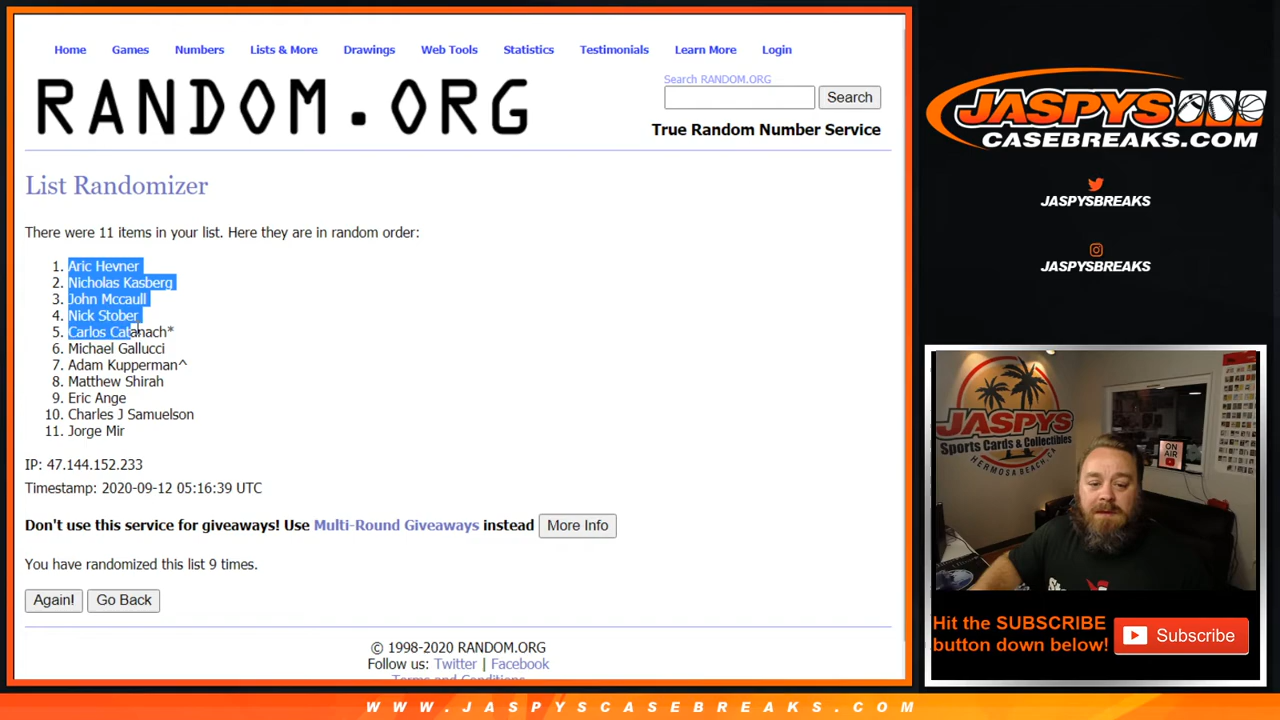 Home Games Numbers Lists & More Drawings Web Tools Statistics Testimonials Learn More Login
RANDOM.ORG
Search RANDOM.ORG
Search
True Random Number Service
List Randomizer
There were 11 items in your list. Here they are in random order:
1. Aric Hevner
2. Nicholas Kasberg
3. John Mccaull
4. Nick Stober
5. Carlos Catanach*
6. Michael Gallucci
7. Adam Kupperman^
8. Matthew Shirah
9. Eric Ange
10. Charles J Samuelson
11. Jorge Mir
IP: 47.144.152.233
Timestamp: 2020-09-12 05:16:39 UTC
Don't use this service for giveaways! Use Multi-Round Giveaways instead More Info
You have randomized this list 9 times.
Again! Go Back
© 1998-2020 RANDOM.ORG
Follow us: Twitter | Facebook
Terms and Conditions
JASPYS
CASEBREAKS.COM
JASPYSBREAKS
JASPYSBREAKS
JASPYS
Sports Cards & Collectibles
HERMOSA BEACH, CA
ON AIR
Hit the SUBSCRIBE
button down below!
Subscribe
WWW.JASPYSCASEBREAKS.COM